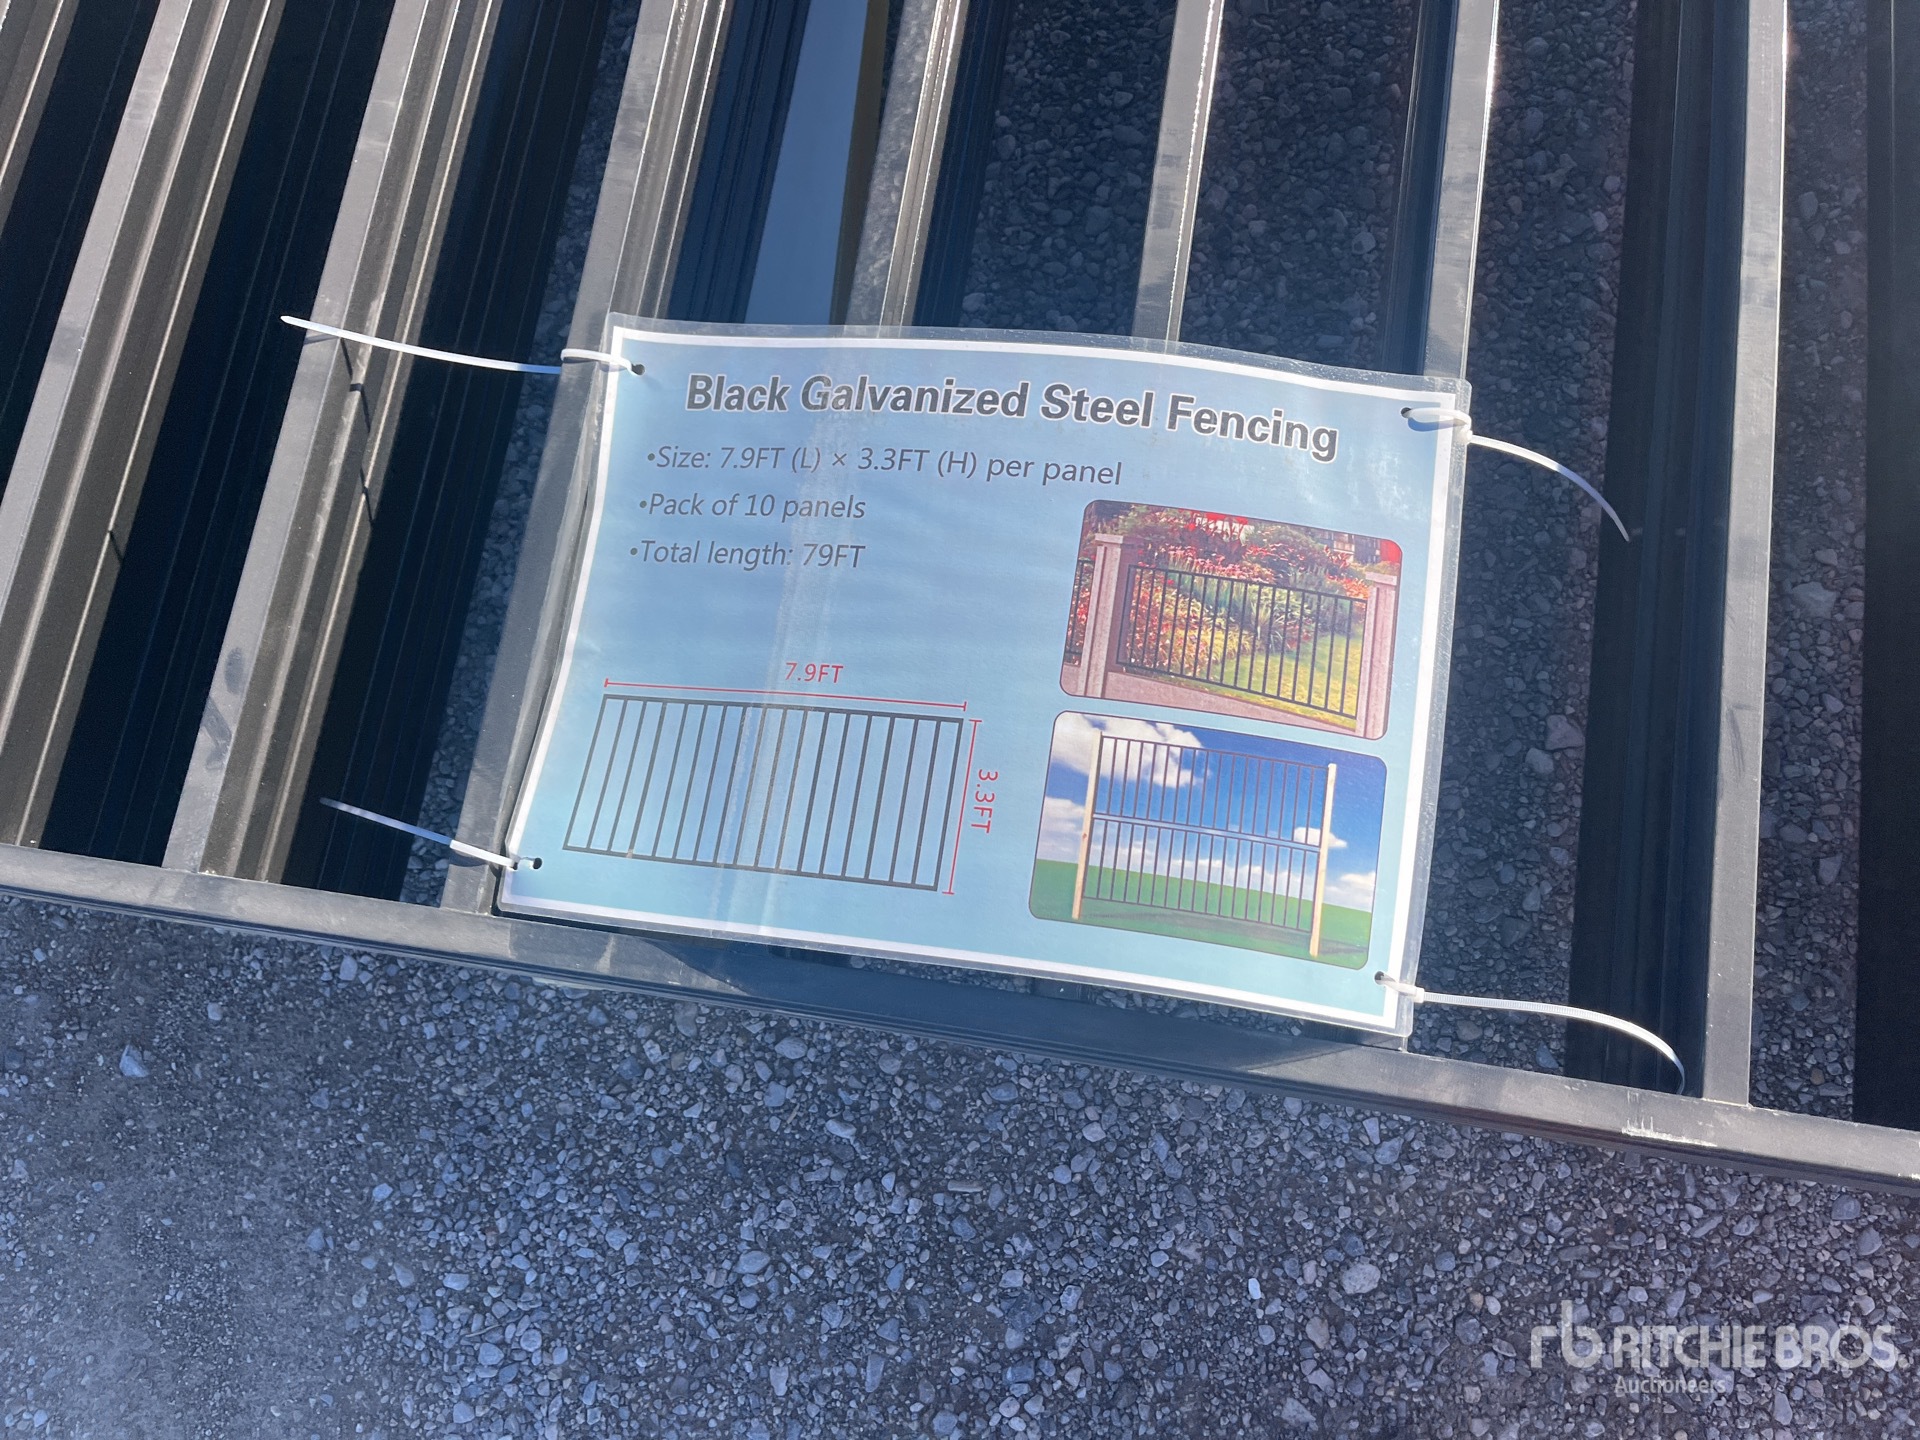 Black Galvanized Steel Fencing
•Size: 7.9FT (L) × 3.3FT (H) per panel
•Pack of 10 panels
•Total length: 79FT
7.9FT
3.3FT
rb RITCHIE BROS.
Auctioneers